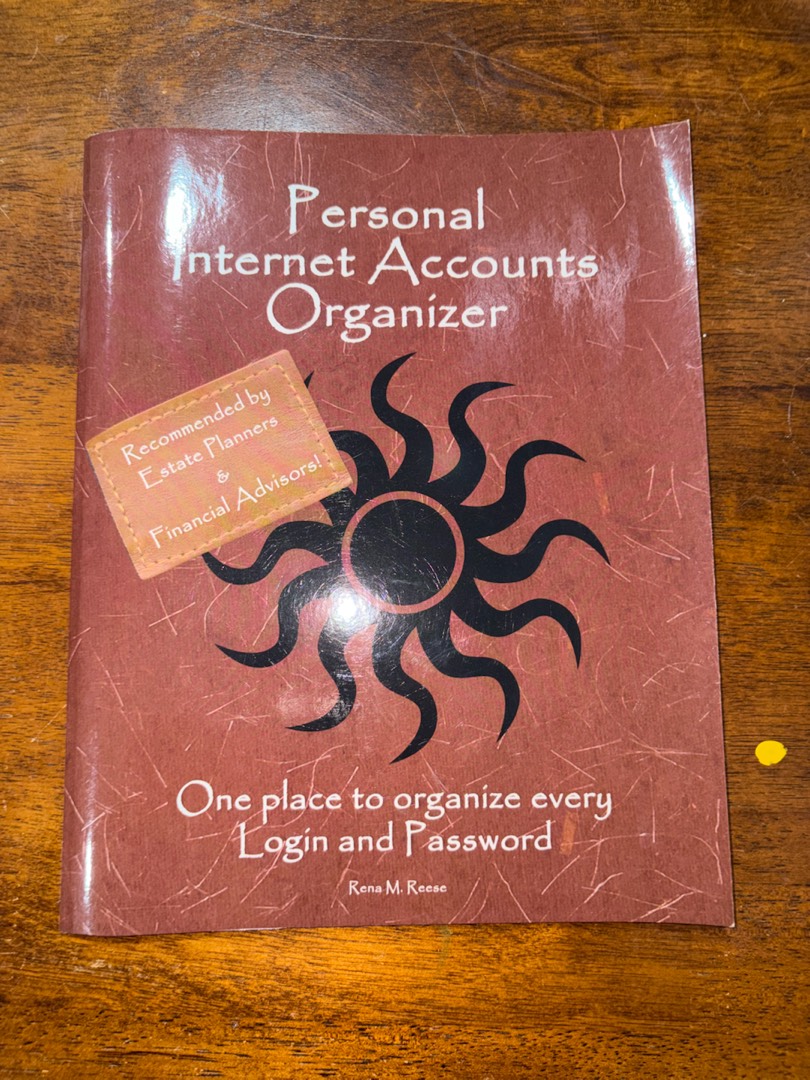 Personal
Internet Accounts
Organizer
Recommended by
Estate Planners
&
Financial Advisors!
One place to organize every
Login and Password
Rena M. Reese